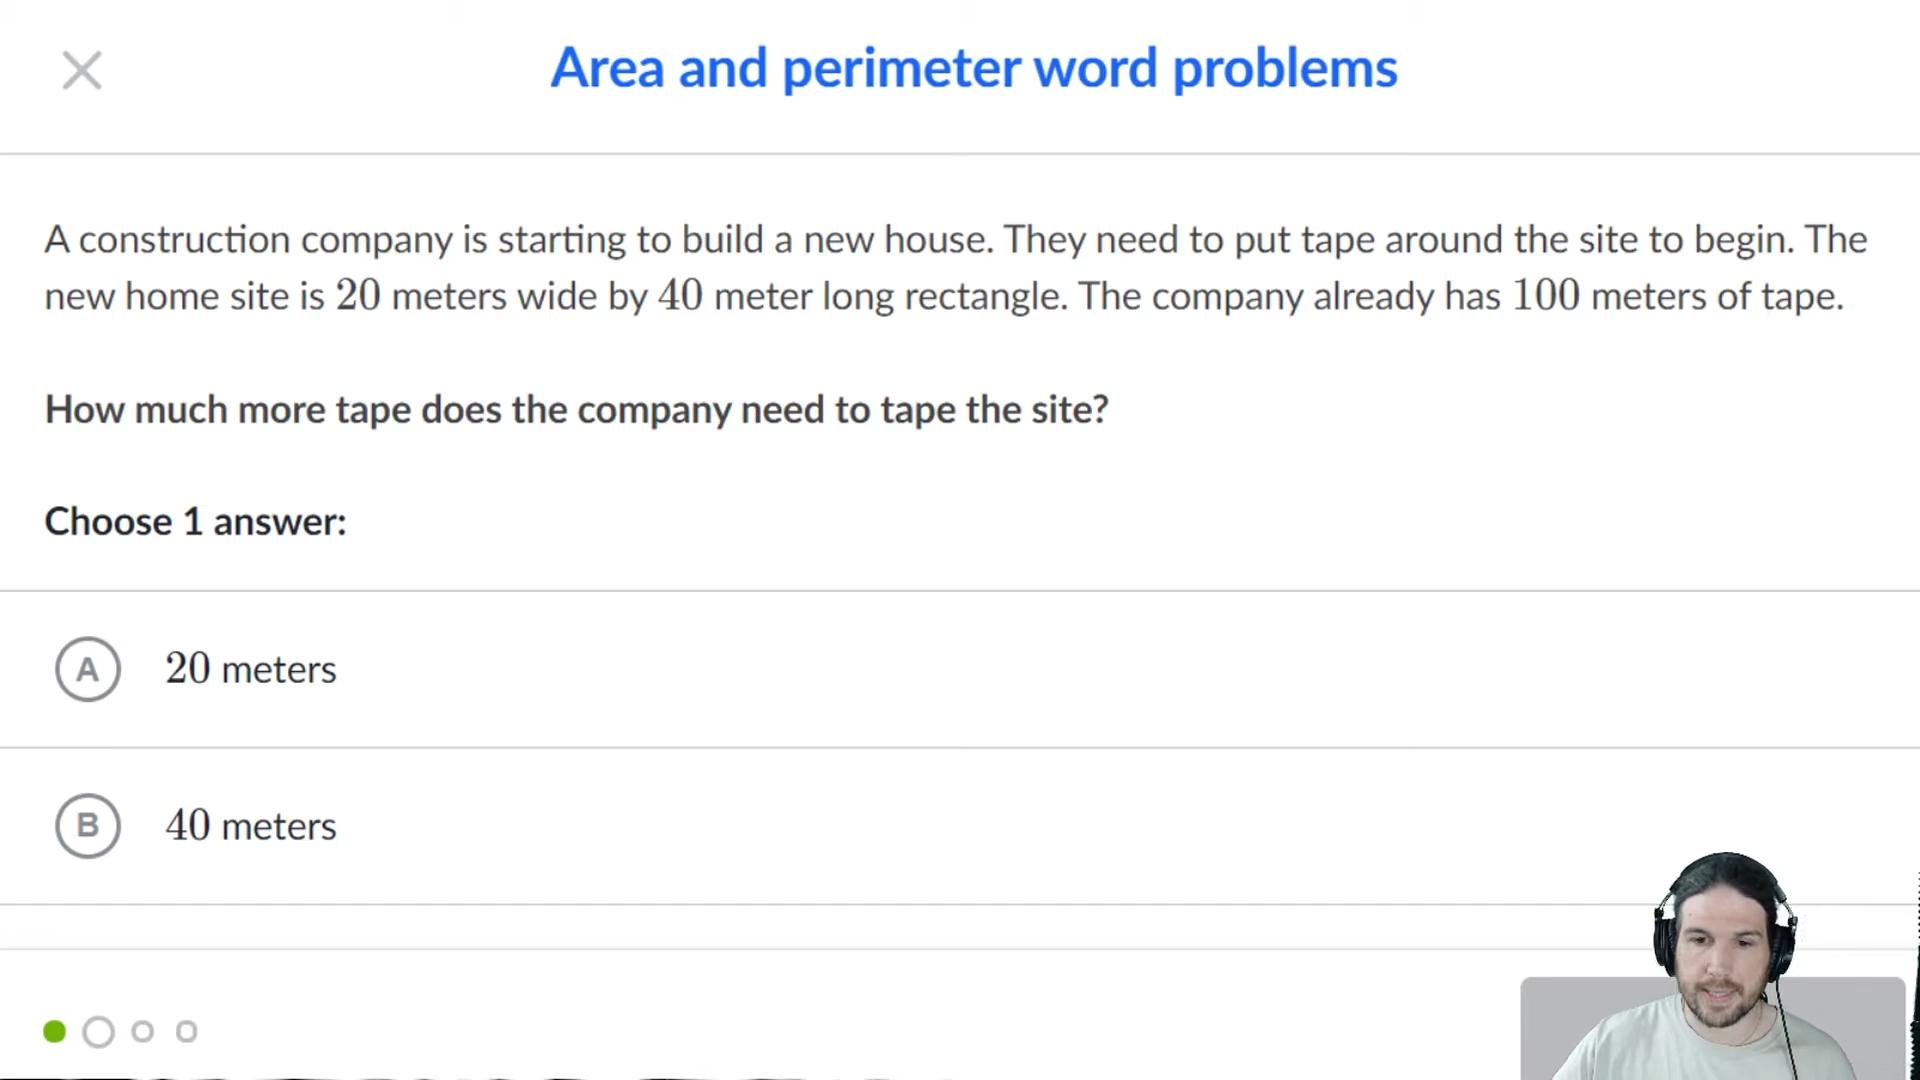 Area and perimeter word problems
A construction company is starting to build a new house. They need to put tape around the site to begin. The
new home site is 20 meters wide by 40 meter long rectangle. The company already has 100 meters of tape.
How much more tape does the company need to tape the site?
Choose 1 answer:
A 20 meters
B 40 meters